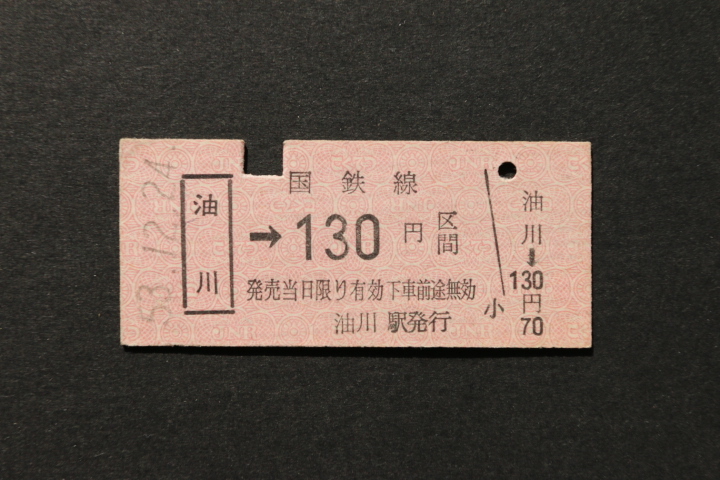 53.12.24
国鉄線
油川
→130円区間
発売当日限り有効下車前途無効
油川駅発行
油川➡130円
小 70